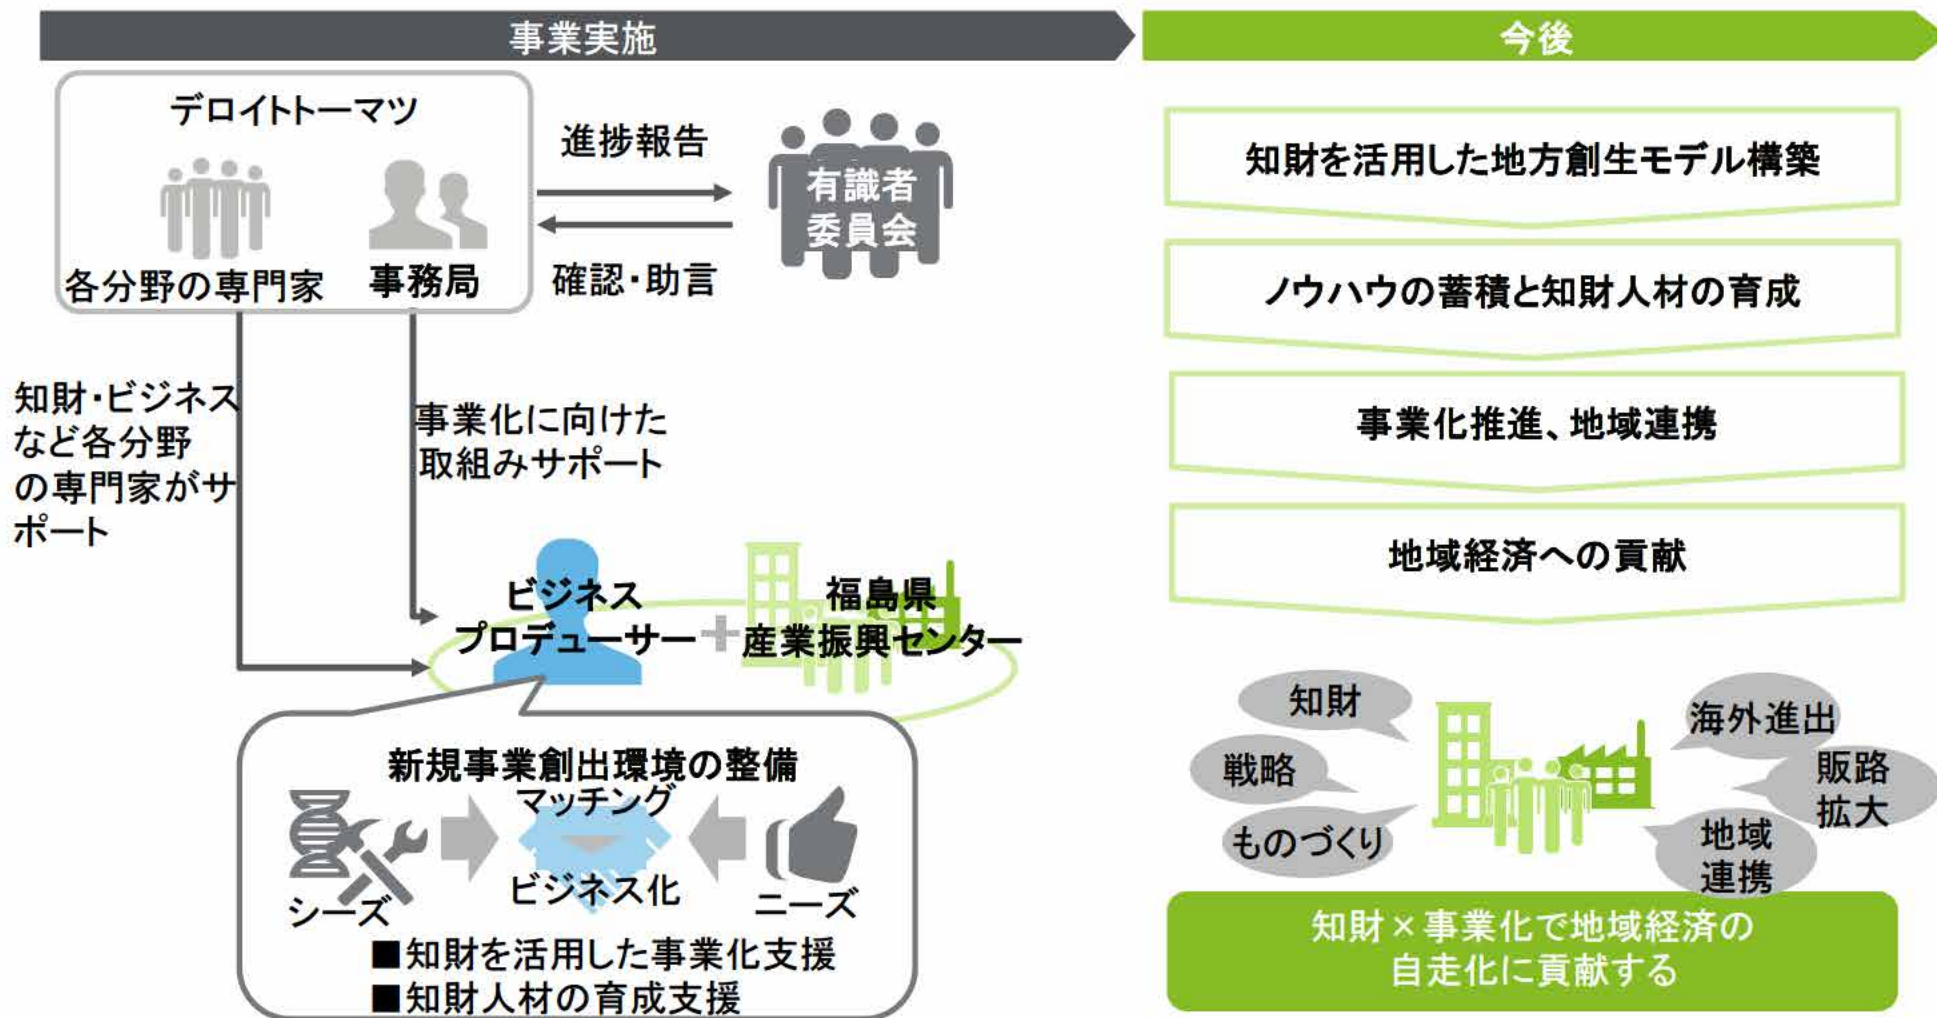 事業実施
デロイトトーマツ
各分野の専門家
事務局
進捗報告
確認・助言
有識者
委員会
知財・ビジネス
など各分野
の専門家がサ
ポート
事業化に向けた
取組みサポート
ビジネス
プロデューサー
+
福島県
産業振興センター
新規事業創出環境の整備
マッチング
ビジネス化
シーズ
ニーズ
■知財を活用した事業化支援
■知財人材の育成支援
今後
知財を活用した地方創生モデル構築
ノウハウの蓄積と知財人材の育成
事業化推進、地域連携
地域経済への貢献
知財
戦略
ものづくり
海外進出
販路
拡大
地域
連携
知財×事業化で地域経済の
自走化に貢献する